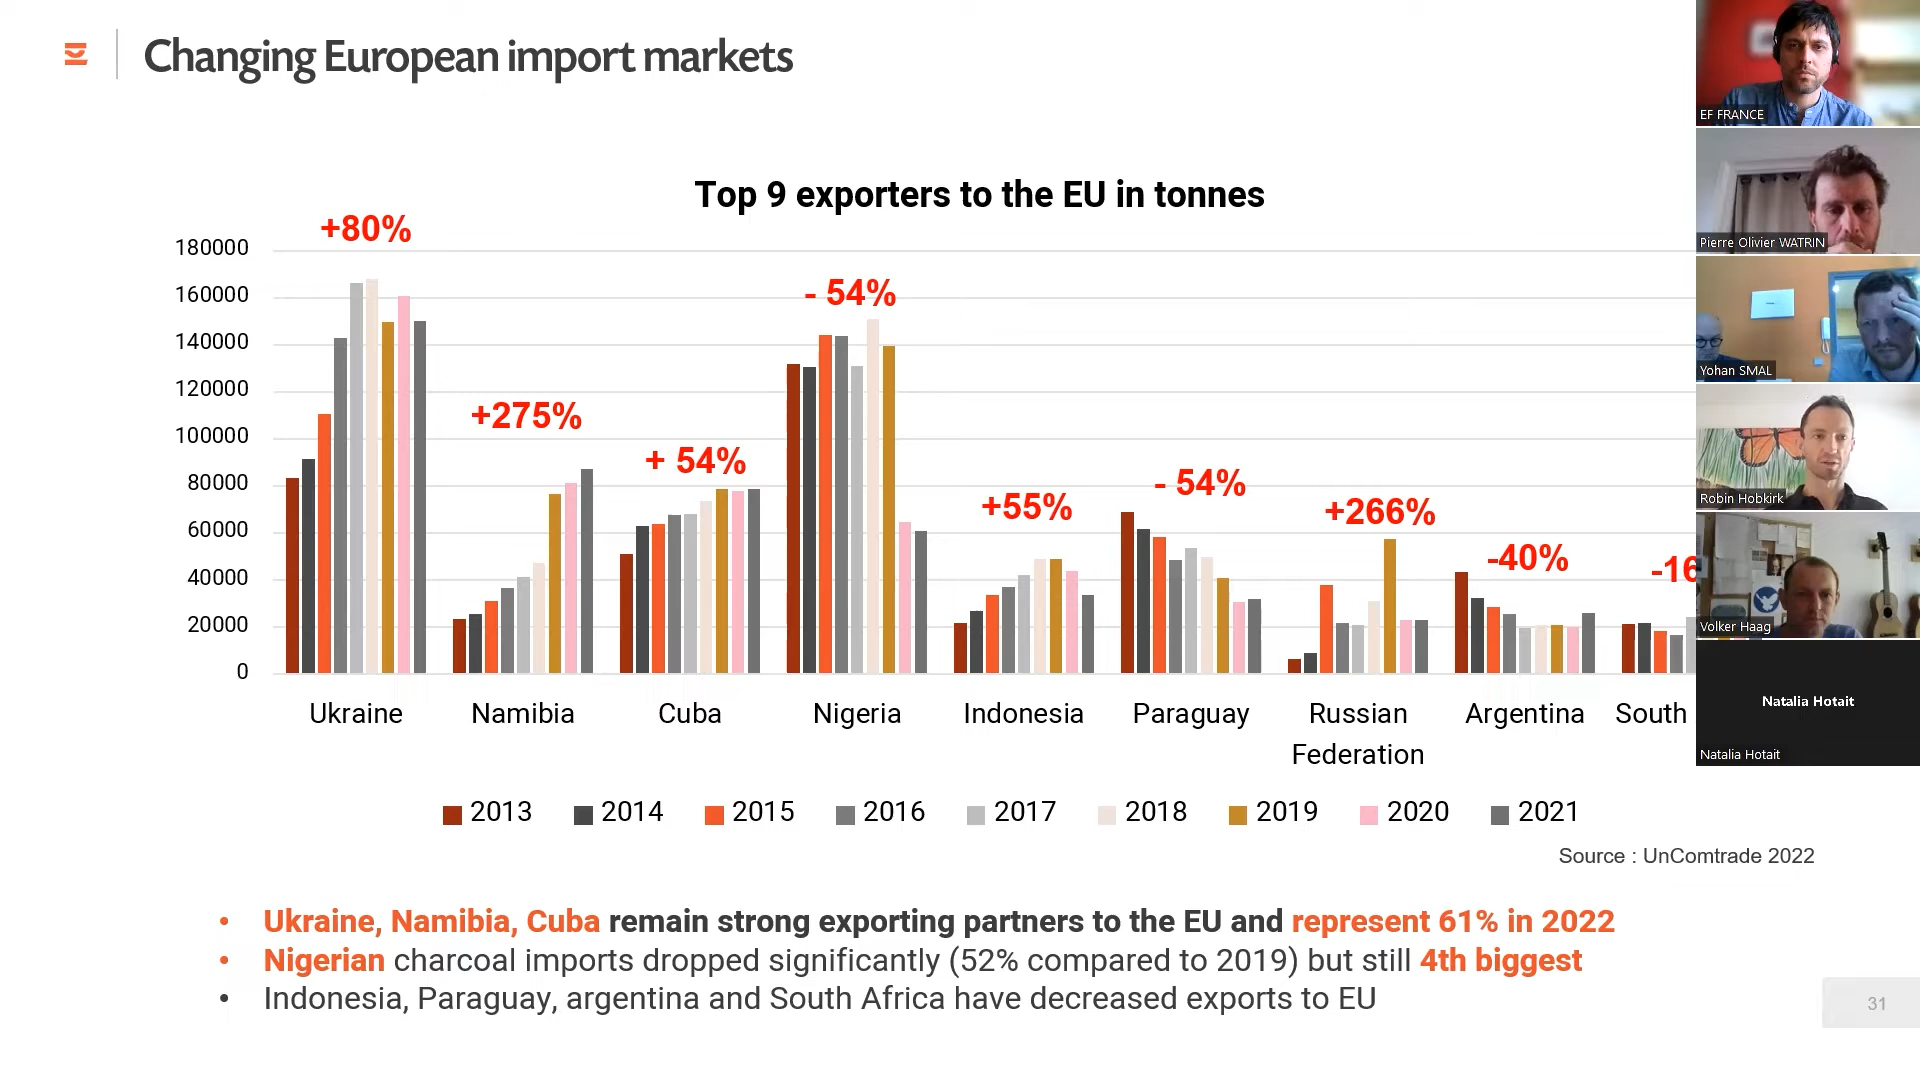 Changing European import markets
Top 9 exporters to the EU in tonnes
+80%
180000
160000
140000
120000
100000
80000
60000
40000
20000
0
+275%
+ 54%
- 54%
+55%
- 54%
+266%
-40%
-16
Ukraine
Namibia
Cuba
Nigeria
Indonesia
Paraguay
Russian
Federation
Argentina
South
2013
2014
2015
2016
2017
2018
2019
2020
2021
Source : UnComtrade 2022
• Ukraine, Namibia, Cuba remain strong exporting partners to the EU and represent 61% in 2022
• Nigerian charcoal imports dropped significantly (52% compared to 2019) but still 4th biggest
• Indonesia, Paraguay, argentina and South Africa have decreased exports to EU
31
EF FRANCE
Pierre Olivier WATRIN
Yohan SMAL
Robin Hobkirk
Volker Haag
Natalia Hotait
Natalia Hotait